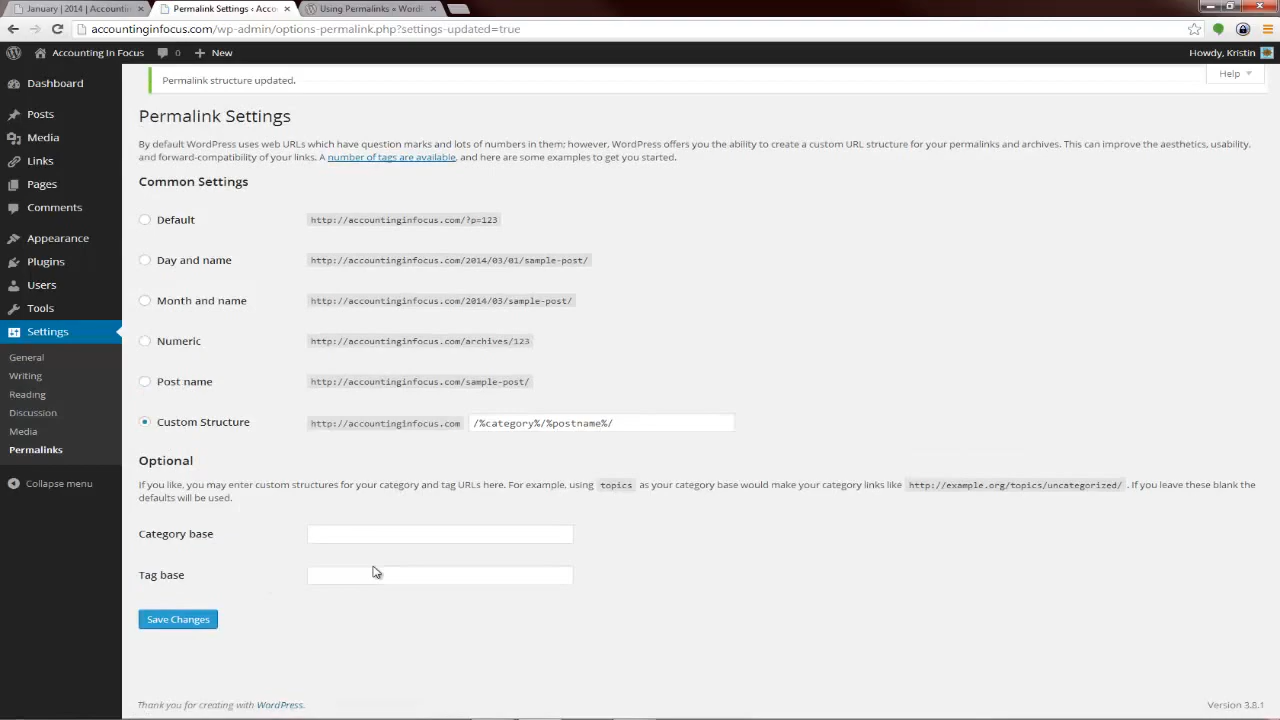 January | 2014 | Accountin
Permalink Settings ‹ Accou
Using Permalinks « WordP
accountinginfocus.com/wp-admin/options-permalink.php?settings-updated=true
Accounting In Focus
0
New
Howdy, Kristin
Dashboard
Posts
Media
Links
Pages
Comments
Appearance
Plugins
Users
Tools
Settings
General
Writing
Reading
Discussion
Media
Permalinks
Collapse menu
Permalink structure updated.
Help
Permalink Settings
By default WordPress uses web URLs which have question marks and lots of numbers in them; however, WordPress offers you the ability to create a custom URL structure for your permalinks and archives. This can improve the aesthetics, usability,
and forward-compatibility of your links. A number of tags are available, and here are some examples to get you started.
Common Settings
Default http://accountinginfocus.com/?p=123
Day and name http://accountinginfocus.com/2014/03/01/sample-post/
Month and name http://accountinginfocus.com/2014/03/sample-post/
Numeric http://accountinginfocus.com/archives/123
Post name http://accountinginfocus.com/sample-post/
Custom Structure http://accountinginfocus.com /%category%/%postname%/
Optional
If you like, you may enter custom structures for your category and tag URLs here. For example, using topics as your category base would make your category links like http://example.org/topics/uncategorized/ . If you leave these blank the
defaults will be used.
Category base
Tag base
Save Changes
Thank you for creating with WordPress.
Version 3.8.1